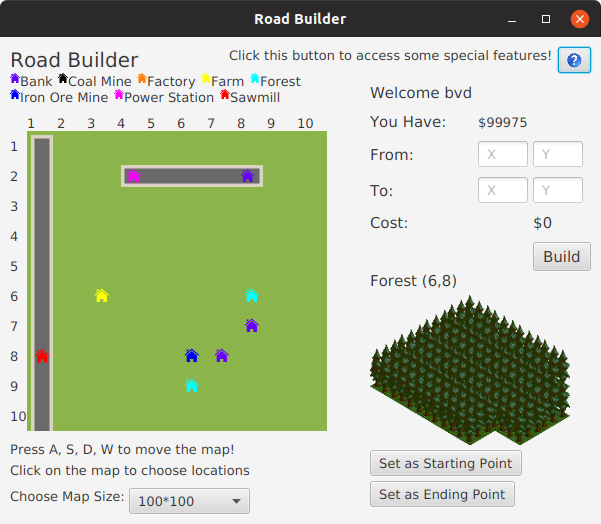 Road Builder
Road Builder
Click this button to access some special features!
?
Bank Coal Mine Factory Farm Forest
Iron Ore Mine Power Station Sawmill
1 2 3 4 5 6 7 8 9 10
1
2
3
4
5
6
7
8
9
10
Press A, S, D, W to move the map!
Click on the map to choose locations
Choose Map Size: 100*100
Welcome bvd
You Have: $99975
From: X Y
To: X Y
Cost: $0
Build
Forest (6,8)
Set as Starting Point
Set as Ending Point